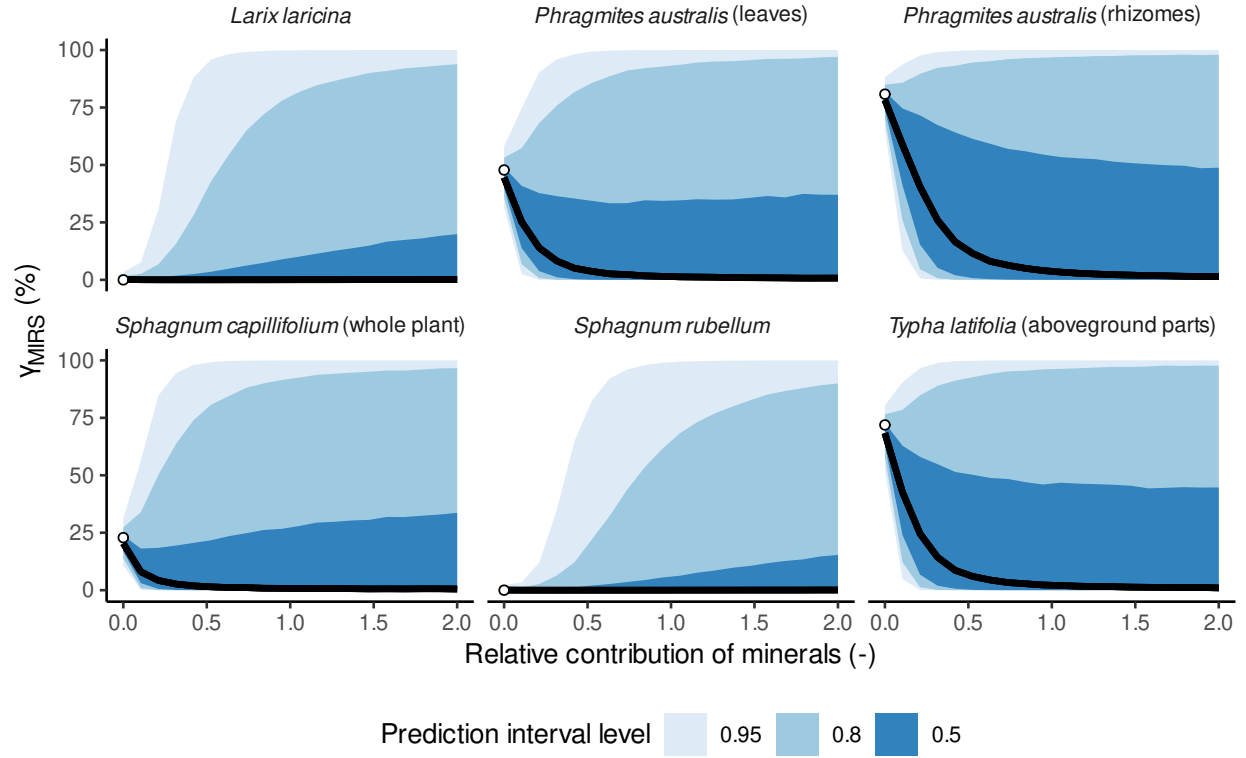 Larix laricina
Phragmites australis (leaves)
Phragmites australis (rhizomes)
100
75
50
25
0
Sphagnum capillifolium (whole plant)
Sphagnum rubellum
Typha latifolia (aboveground parts)
100
75
50
25
0
γMIRS (%)
0.0 0.5 1.0 1.5 2.0
0.0 0.5 1.0 1.5 2.0
0.0 0.5 1.0 1.5 2.0
Relative contribution of minerals (-)
Prediction interval level 0.95 0.8 0.5